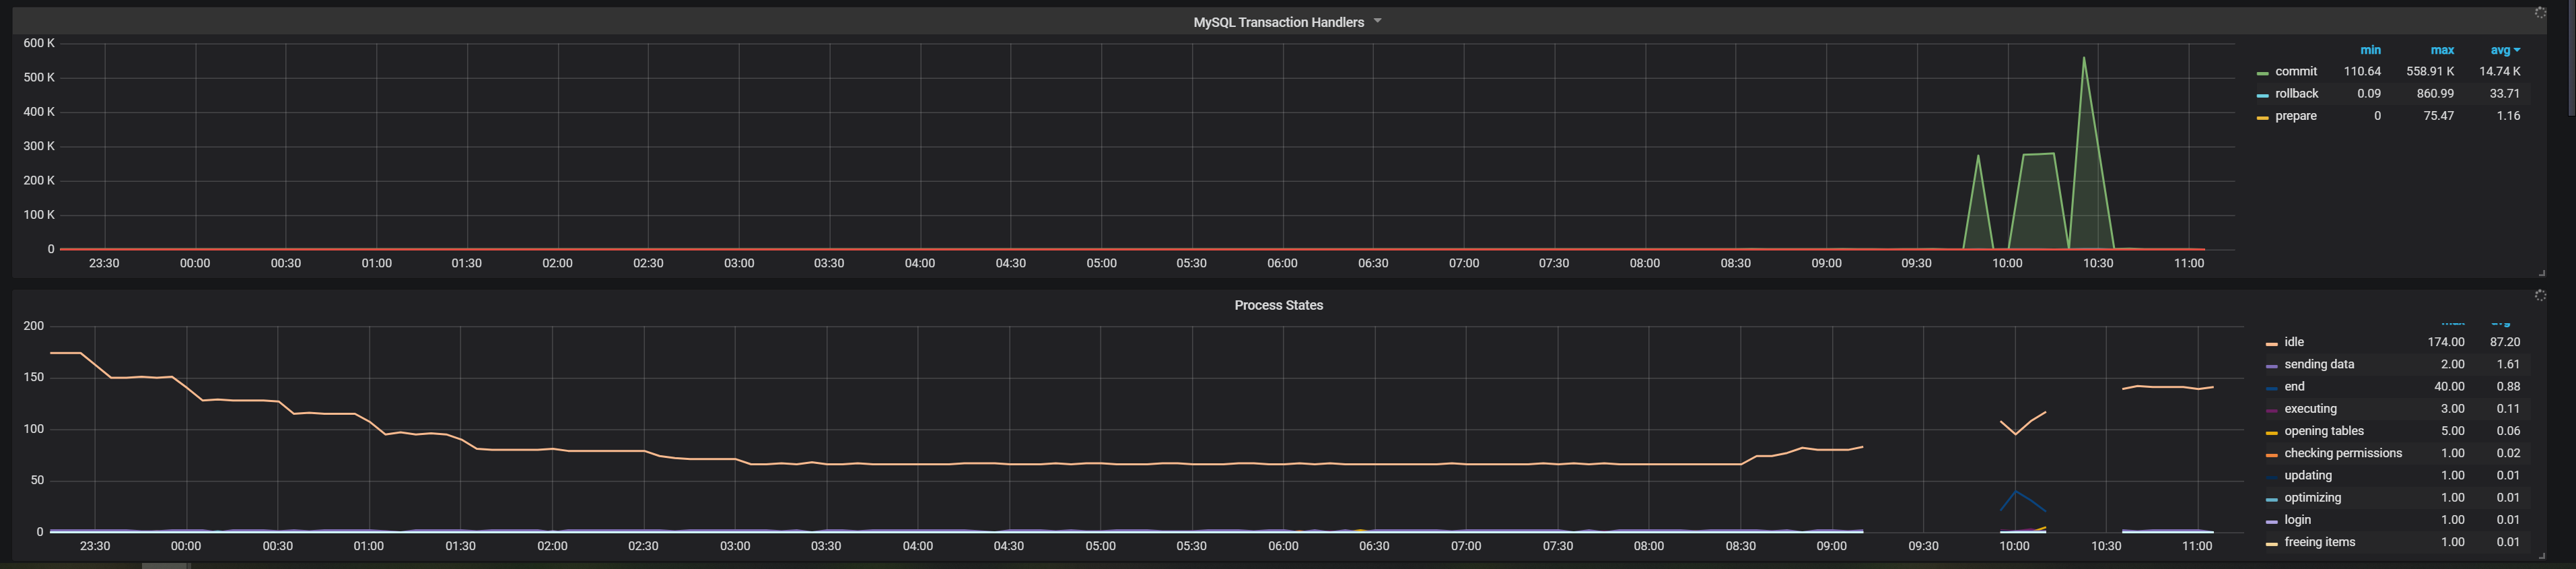 MySQL Transaction Handlers
600 K
500 K
400 K
300 K
200 K
100 K
0
23:30 00:00 00:30 01:00 01:30 02:00 02:30 03:00 03:30 04:00 04:30 05:00 05:30 06:00 06:30 07:00 07:30 08:00 08:30 09:00 09:30 10:00 10:30 11:00
min max avg
commit 110.64 558.91 K 14.74 K
rollback 0.09 860.99 33.71
prepare 0 75.47 1.16
Process States
200
150
100
50
0
23:30 00:00 00:30 01:00 01:30 02:00 02:30 03:00 03:30 04:00 04:30 05:00 05:30 06:00 06:30 07:00 07:30 08:00 08:30 09:00 09:30 10:00 10:30 11:00
idle 174.00 87.20
sending data 2.00 1.61
end 40.00 0.88
executing 3.00 0.11
opening tables 5.00 0.06
checking permissions 1.00 0.02
updating 1.00 0.01
optimizing 1.00 0.01
login 1.00 0.01
freeing items 1.00 0.01